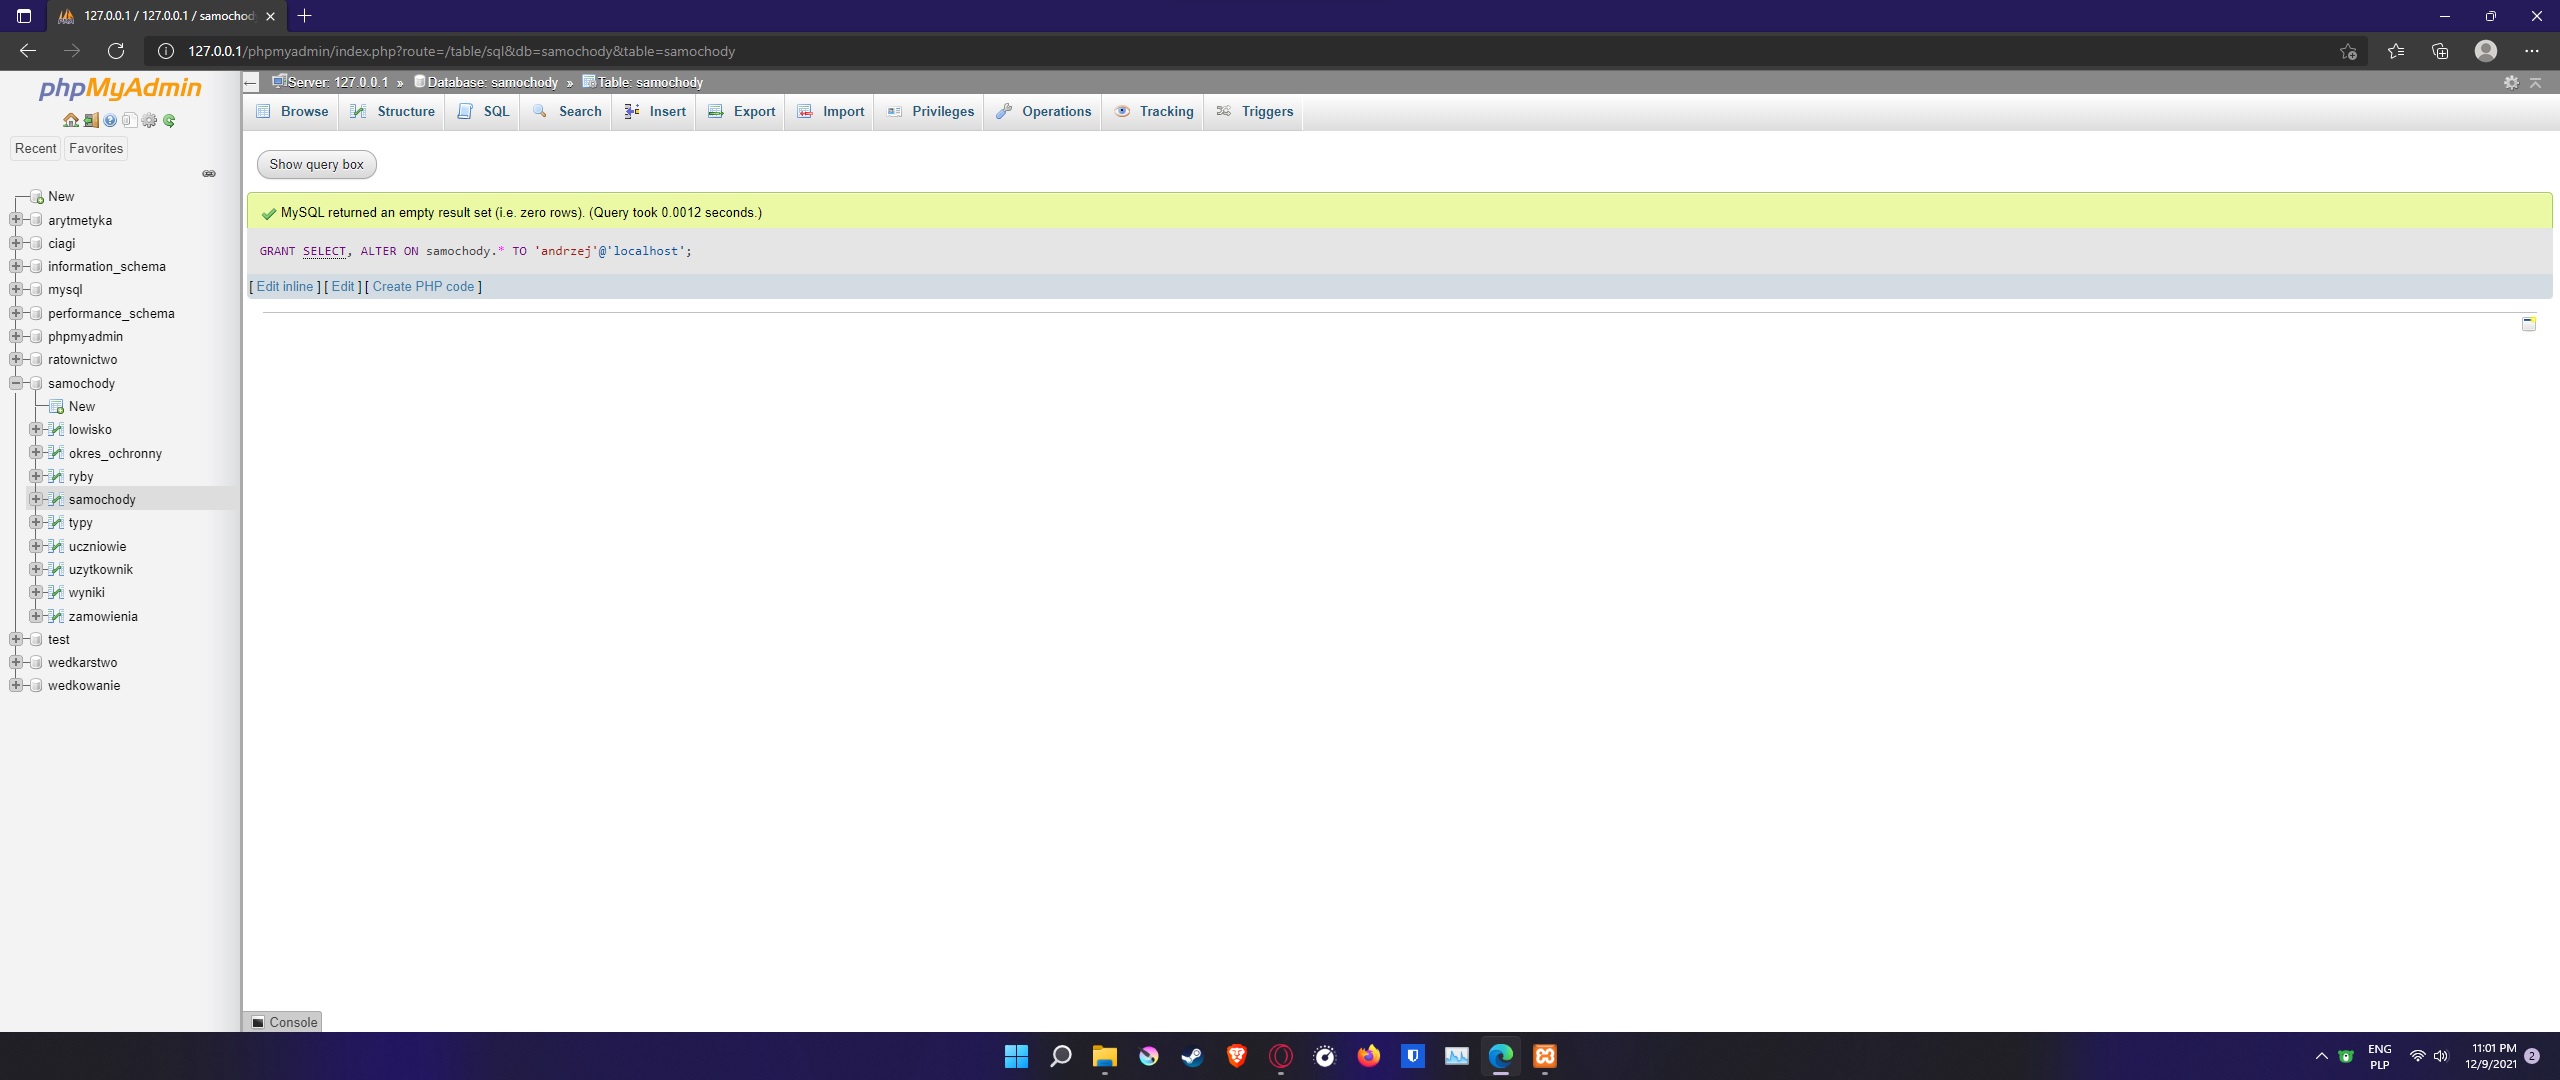 127.0.0.1 / 127.0.0.1 / samochod
127.0.0.1/phpmyadmin/index.php?route=/table/sql&db=samochody&table=samochody
phpMyAdmin
Recent Favorites
New
arytmetyka
ciagi
information_schema
mysql
performance_schema
phpmyadmin
ratownictwo
samochody
New
lowisko
okres_ochronny
ryby
samochody
typy
uczniowie
uzytkownik
wyniki
zamowienia
test
wedkarstwo
wedkowanie
Server: 127.0.0.1 » Database: samochody » Table: samochody
Browse Structure SQL Search Insert Export Import Privileges Operations Tracking Triggers
Show query box
MySQL returned an empty result set (i.e. zero rows). (Query took 0.0012 seconds.)
GRANT SELECT, ALTER ON samochody.* TO 'andrzej'@'localhost';
[ Edit inline ] [ Edit ] [ Create PHP code ]
Console
ENG
PLP
11:01 PM
12/9/2021
2